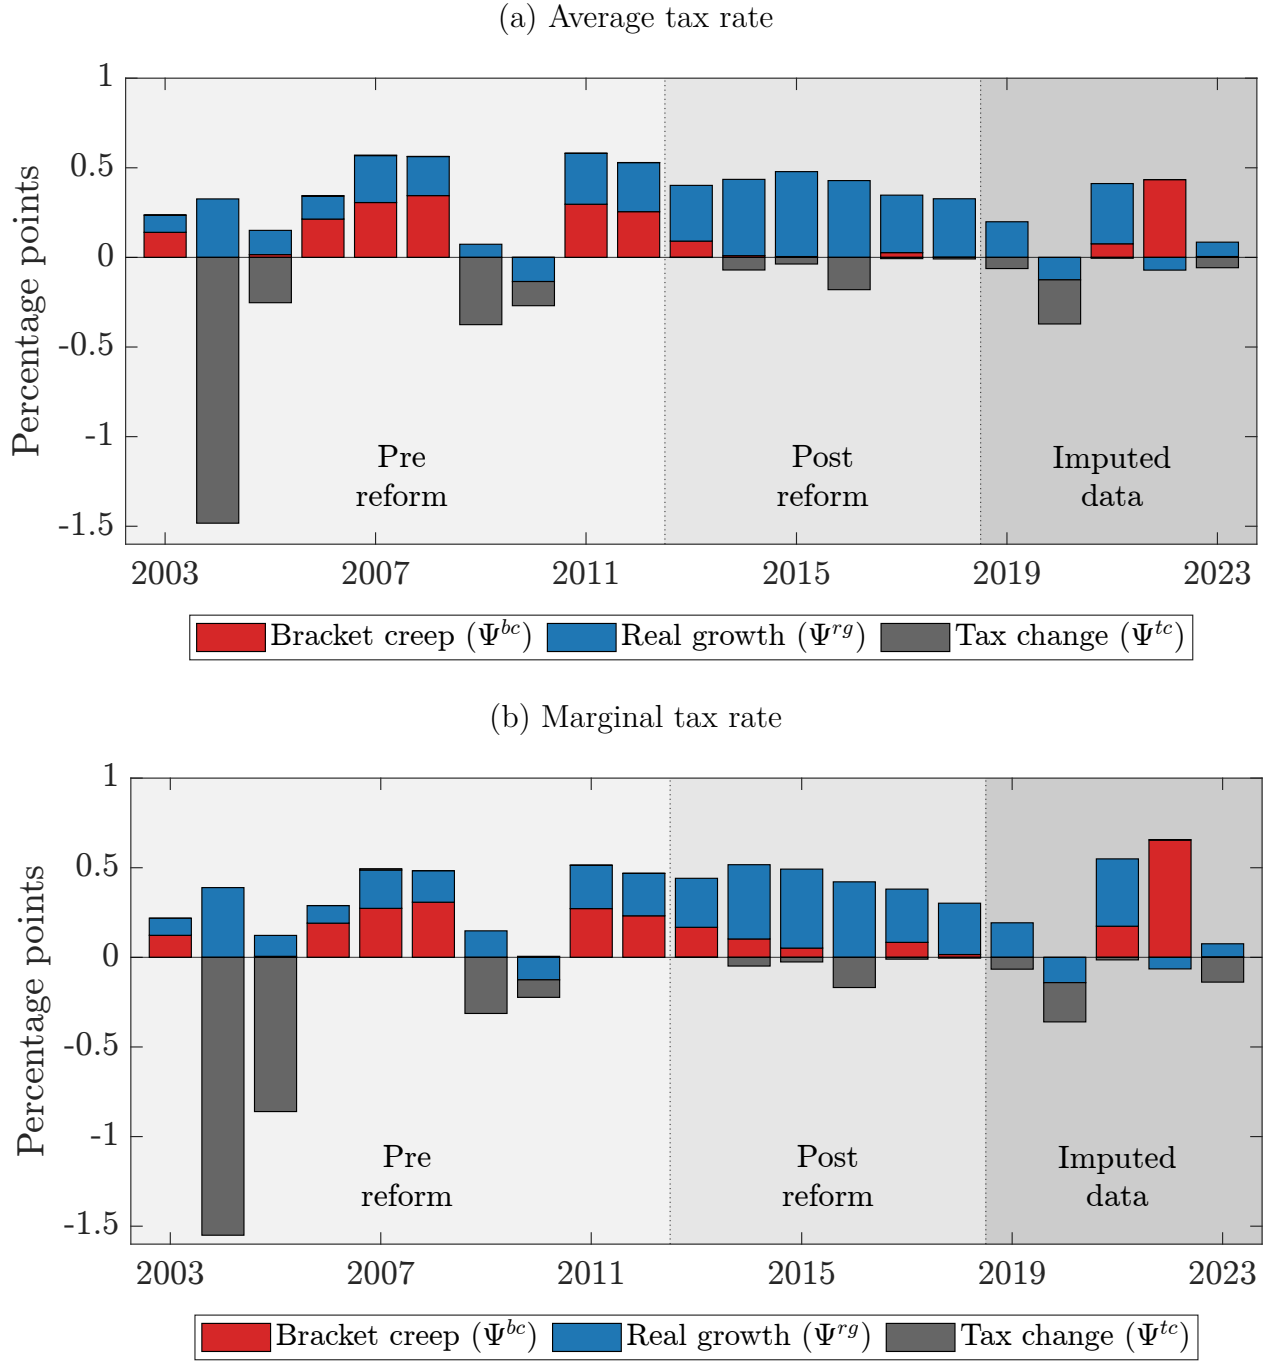 (a) Average tax rate
Percentage points
1
0.5
0
-0.5
-1
-1.5
Pre
reform
Post
reform
Imputed
data
2003 2007 2011 2015 2019 2023
Bracket creep (Ψ^bc) Real growth (Ψ^rg) Tax change (Ψ^tc)
(b) Marginal tax rate
Percentage points
1
0.5
0
-0.5
-1
-1.5
Pre
reform
Post
reform
Imputed
data
2003 2007 2011 2015 2019 2023
Bracket creep (Ψ^bc) Real growth (Ψ^rg) Tax change (Ψ^tc)